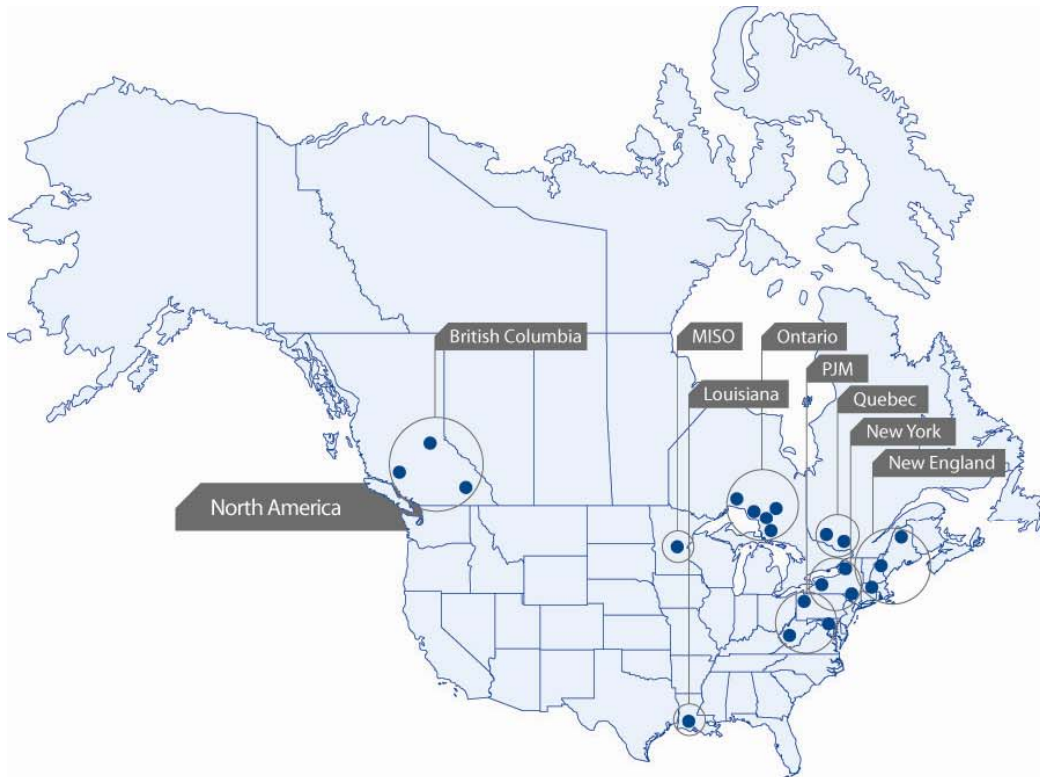 British Columbia
MISO
Ontario
PJM
Louisiana
Quebec
New York
New England
North America